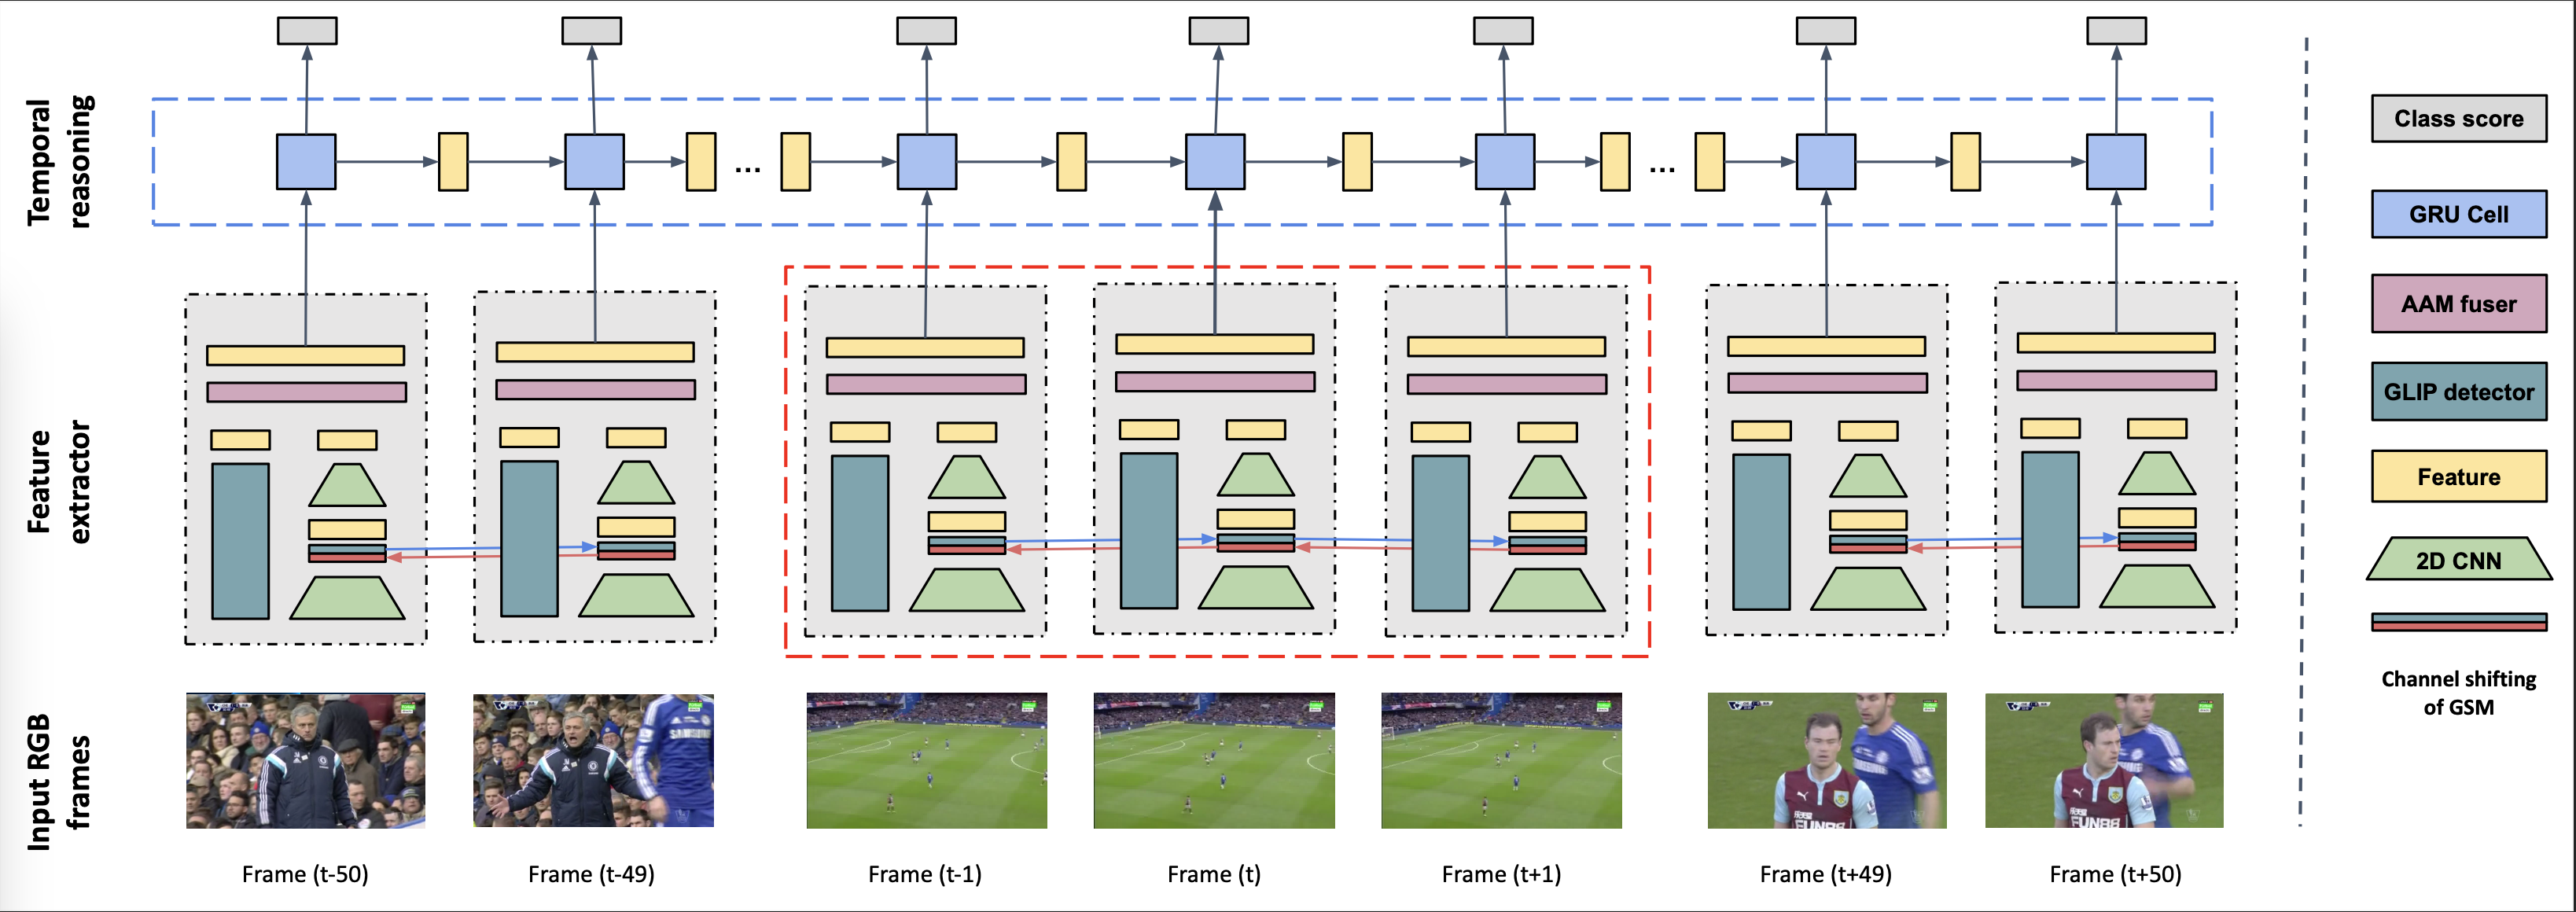 Temporal
reasoning
...
...
Feature
extractor
Input RGB
frames
SAMSUNG
Frame (t-50)
Frame (t-49)
Frame (t-1)
Frame (t)
Frame (t+1)
Frame (t+49)
Frame (t+50)
Class score
GRU Cell
AAM fuser
GLIP detector
Feature
2D CNN
Channel shifting
of GSM